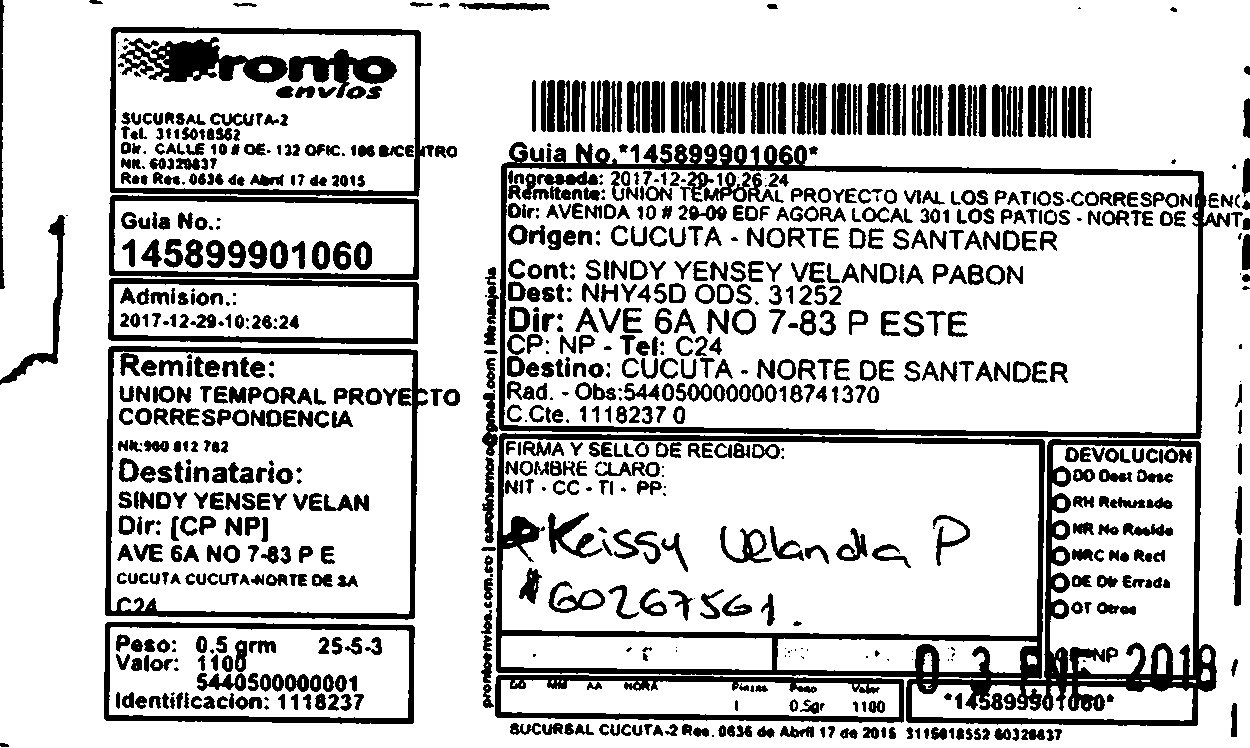 Pronto
envíos
SUCURSAL CUCUTA-2
Tel. 3115018552
Dir. CALLE 10 # OE- 132 OFIC. 106 B/CENTRO
Nit. 60329637
Res Res. 0636 de Abril 17 de 2015
Guia No.:
145899901060
Admision.:
2017-12-29-10:26:24
Remitente:
UNION TEMPORAL PROYECTO
CORRESPONDENCIA
Nit:900 812 782
Destinatario:
SINDY YENSEY VELAN
Dir: [CP NP]
AVE 6A NO 7-83 P E
CUCUTA CUCUTA-NORTE DE SA
C24
Peso: 0.5 grm 25-5-3
Valor: 1100
5440500000001
Identificacion: 1118237
prontoenvios.com.co | carolinamoro@gmail.com | Mensajeria
Guia No.*145899901060*
Ingresada: 2017-12-29-10:26:24
Remitente: UNION TEMPORAL PROYECTO VIAL LOS PATIOS-CORRESPONDENC
Dir: AVENIDA 10 # 29-09 EDF AGORA LOCAL 301 LOS PATIOS - NORTE DE SANT
Origen: CUCUTA - NORTE DE SANTANDER
Cont: SINDY YENSEY VELANDIA PABON
Dest: NHY45D ODS. 31252
Dir: AVE 6A NO 7-83 P ESTE
CP: NP - Tel: C24
Destino: CUCUTA - NORTE DE SANTANDER
Rad. - Obs:544050000000018741370
C.Cte. 1118237 0
FIRMA Y SELLO DE RECIBIDO:
NOMBRE CLARO:
NIT - CC - TI - PP:
Keissy Velandia P
#60267561.
DEVOLUCION
DD Dest Desc
RH Rehusado
NR No Reside
NRC No Recl
DE Dir Errada
OT Otros
NP
03 ENE 2018
DD MM AA HORA Piezas Peso Valor
1 0.5gr 1100
*145899901060*
SUCURSAL CUCUTA-2 Res. 0636 de Abril 17 de 2015 3115018552 60329637